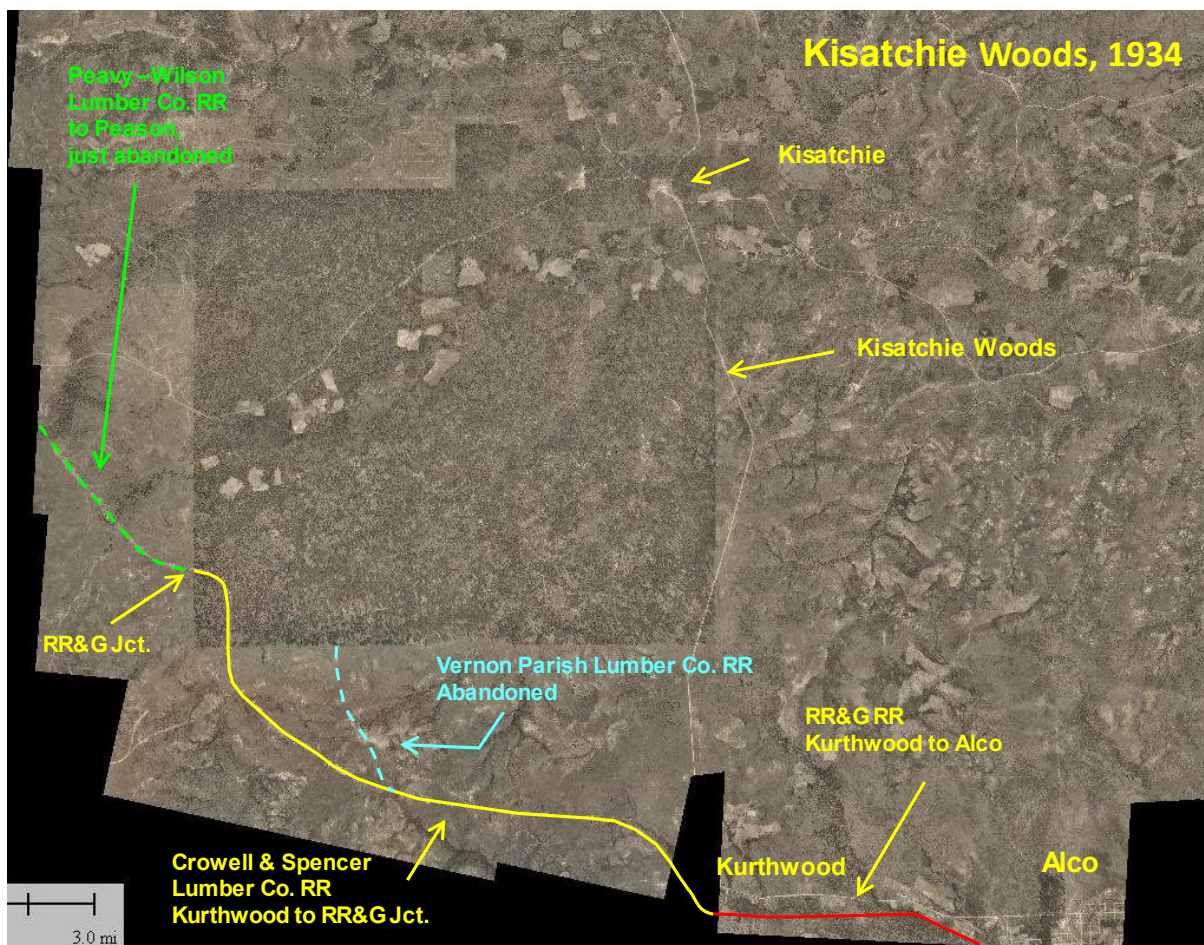 Kisatchie Woods, 1934
Peavy–Wilson
Lumber Co. RR
to Peason,
just abandoned
Kisatchie
Kisatchie Woods
RR&G Jct.
Vernon Parish Lumber Co. RR
Abandoned
RR&G RR
Kurthwood to Alco
Crowell & Spencer
Lumber Co. RR
Kurthwood to RR&G Jct.
Kurthwood
Alco
3.0 mi